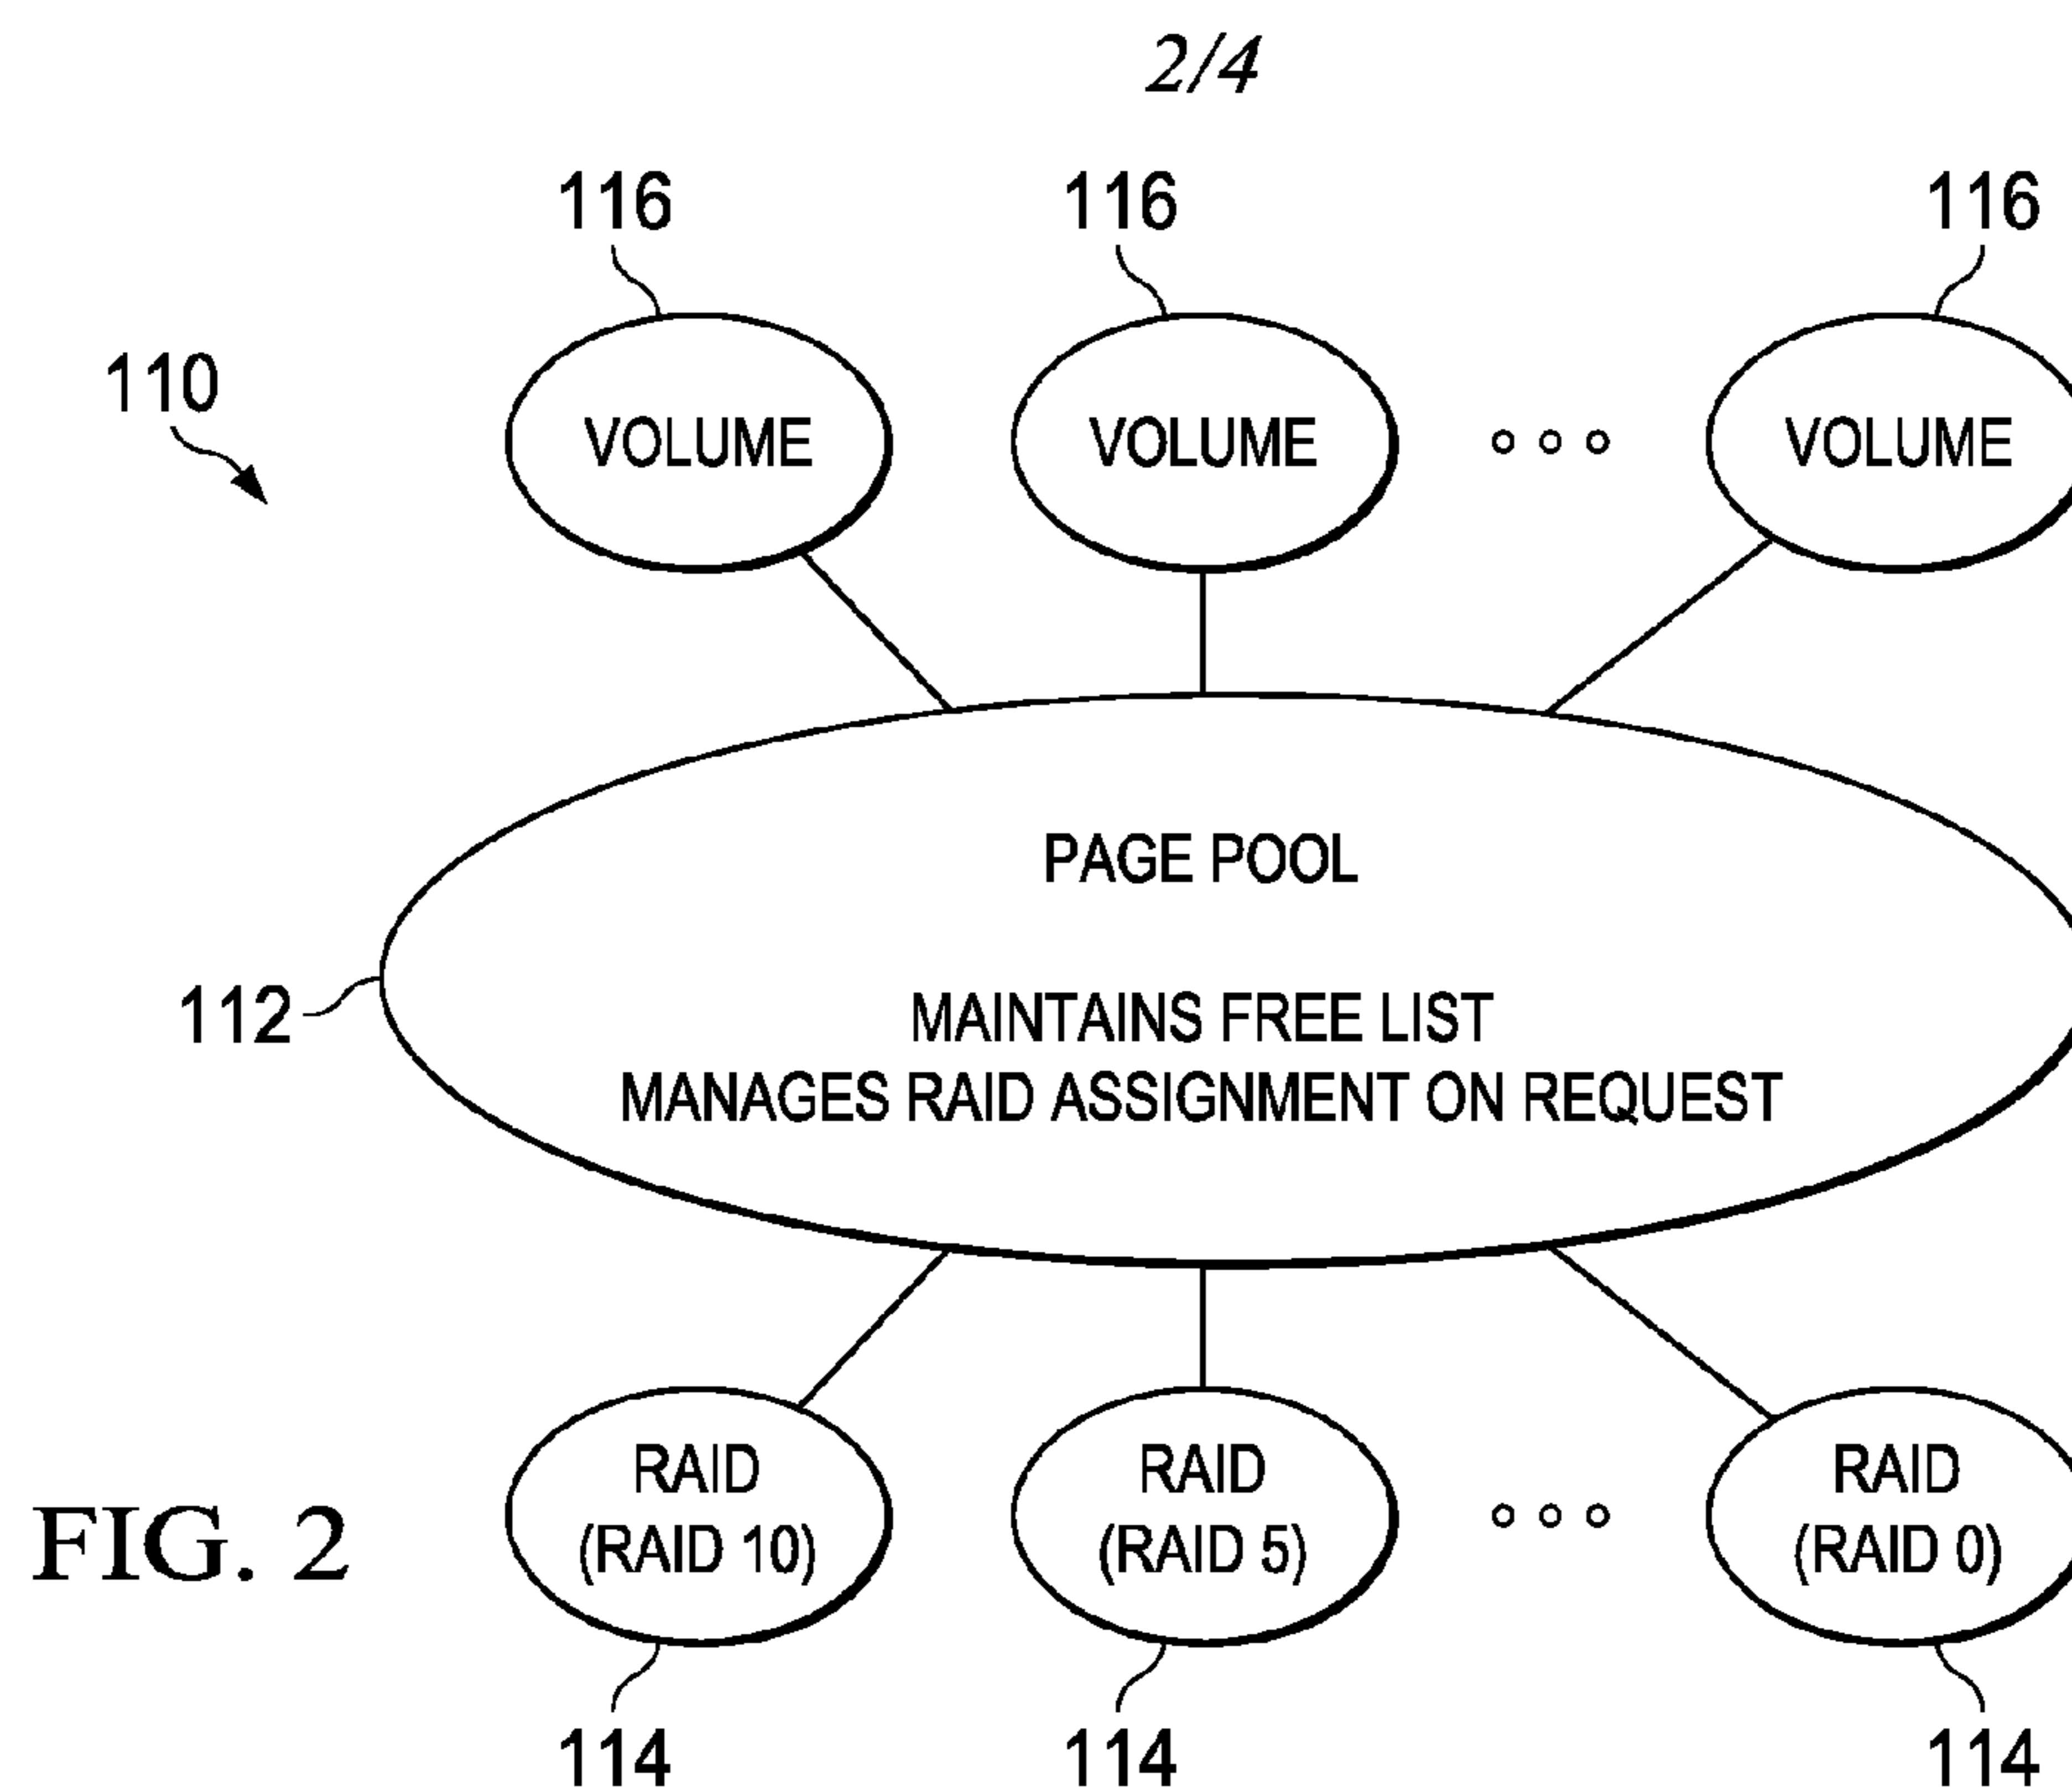 2/4
116 116 116
110
VOLUME VOLUME VOLUME
PAGE POOL
112
MAINTAINS FREE LIST
MANAGES RAID ASSIGNMENT ON REQUEST
RAID RAID RAID
(RAID 10) (RAID 5) (RAID 0)
FIG. 2
114 114 114